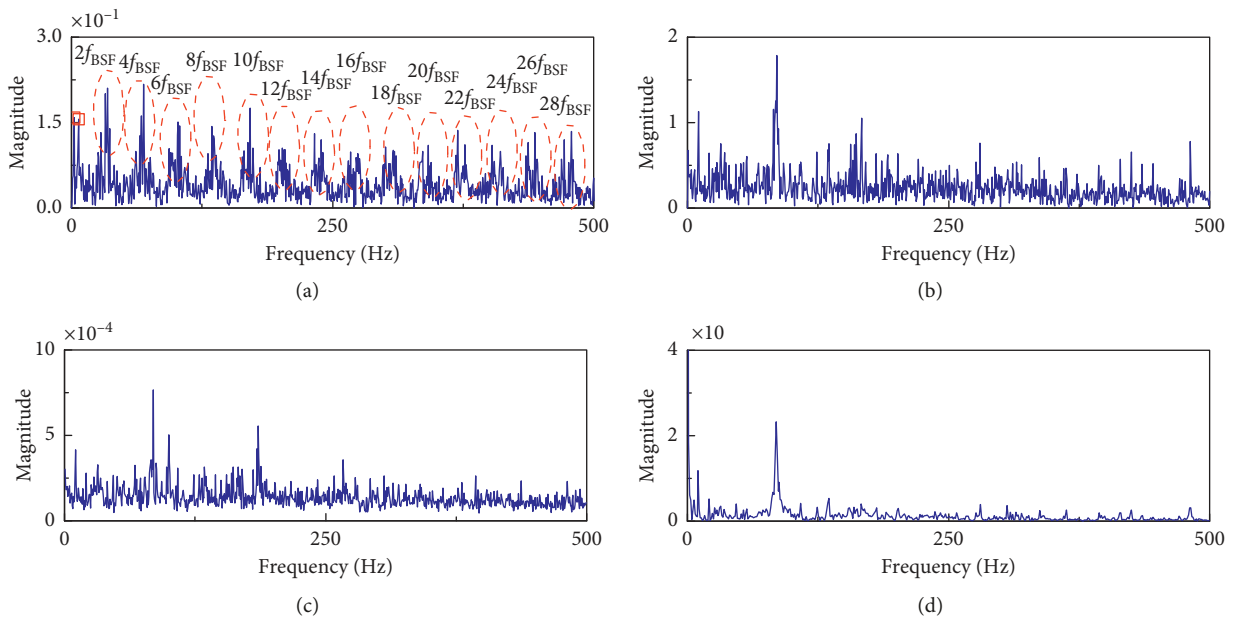 ×10⁻¹
3.0
1.5
0.0
Magnitude
2f_BSF
4f_BSF
6f_BSF
8f_BSF
10f_BSF
12f_BSF
14f_BSF
16f_BSF
18f_BSF
20f_BSF
22f_BSF
24f_BSF
26f_BSF
28f_BSF
0 250 500
Frequency (Hz)
(a)
2
1
0
Magnitude
0 250 500
Frequency (Hz)
(b)
×10⁻⁴
10
5
0
Magnitude
0 250 500
Frequency (Hz)
(c)
×10
4
2
0
Magnitude
0 250 500
Frequency (Hz)
(d)